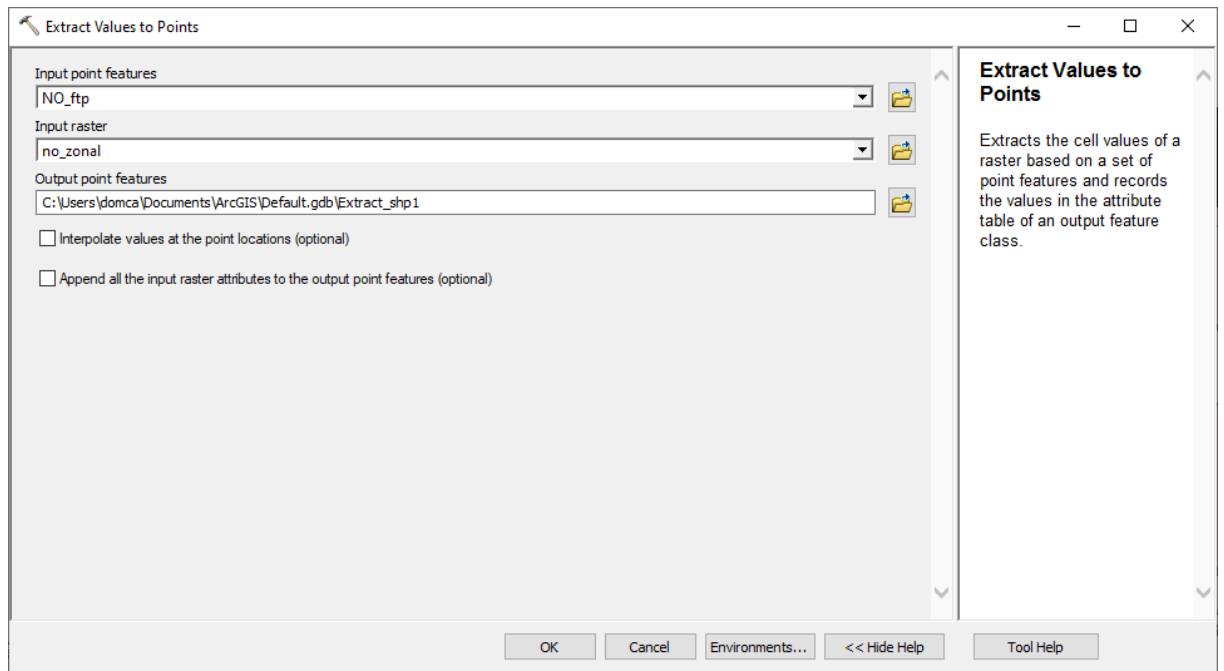 Extract Values to Points
Input point features
NO_ftp
Input raster
no_zonal
Output point features
C:\Users\domca\Documents\ArcGIS\Default.gdb\Extract_shp1
Interpolate values at the point locations (optional)
Append all the input raster attributes to the output point features (optional)
Extract Values to
Points
Extracts the cell values of a
raster based on a set of
point features and records
the values in the attribute
table of an output feature
class.
OK
Cancel
Environments...
<< Hide Help
Tool Help